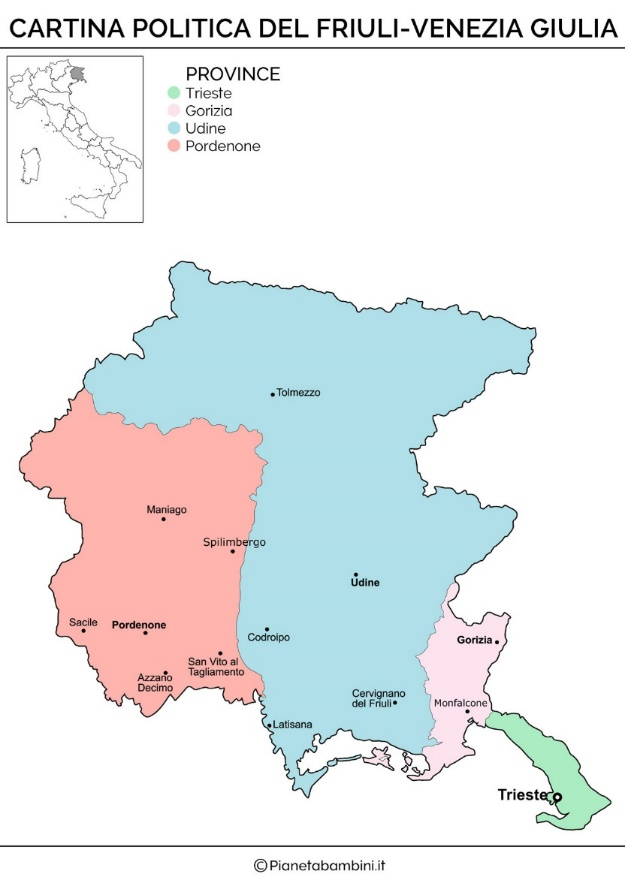 CARTINA POLITICA DEL FRIULI-VENEZIA GIULIA
PROVINCE
Trieste
Gorizia
Udine
Pordenone
Tolmezzo
Maniago
Spilimbergo
Udine
Sacile
Pordenone
Codroipo
Gorizia
San Vito al
Tagliamento
Azzano
Decimo
Cervignano
del Friuli
Monfalcone
Latisana
Trieste
©Pianetabambini.it